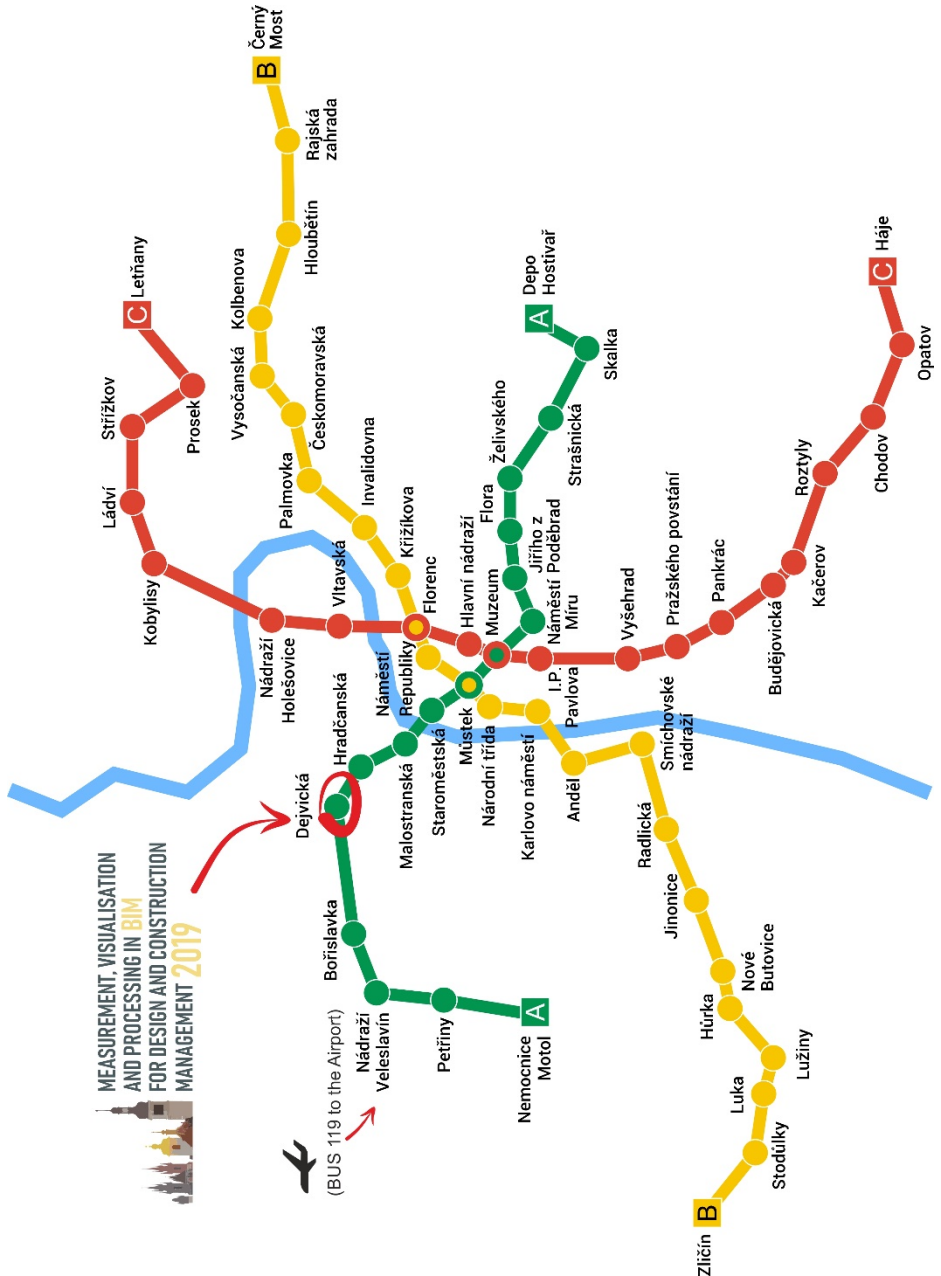 MEASUREMENT, VISUALISATION
AND PROCESSING IN BIM
FOR DESIGN AND CONSTRUCTION
MANAGEMENT 2019
(BUS 119 to the Airport)
A
Nemocnice
Motol
Petřiny
Nádraží
Veleslavín
Bořislavka
Dejvická
Hradčanská
Malostranská
Staroměstská
Můstek
Muzeum
Náměstí
Míru
Jiřího z
Poděbrad
Flora
Želivského
Strašnická
Skalka
A
Depo
Hostivař
B
Zličín
Stodůlky
Luka
Lužiny
Hůrka
Nové
Butovice
Jinonice
Radlická
Smíchovské
nádraží
Anděl
Karlovo náměstí
Národní třída
Náměstí
Republiky
Florenc
Křižíkova
Invalidovna
Palmovka
Českomoravská
Vysočanská
Kolbenova
Hloubětín
Rajská
zahrada
B
Černý
Most
C
Letňany
Prosek
Střížkov
Ládví
Kobylisy
Nádraží
Holešovice
Vltavská
Hlavní nádraží
I.P.
Pavlova
Vyšehrad
Pražského povstání
Pankrác
Budějovická
Kačerov
Roztyly
Chodov
Opatov
C
Háje